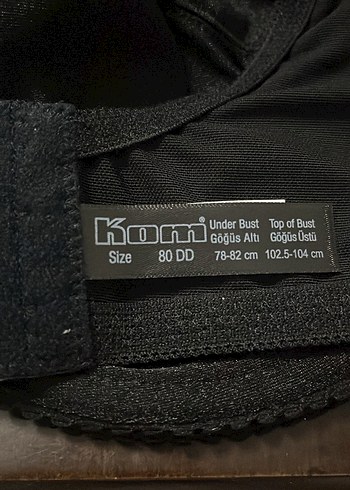 Kom® Under Bust Top of Bust
Göğüs Altı Göğüs Üstü
Size 80 DD 78-82 cm 102.5-104 cm